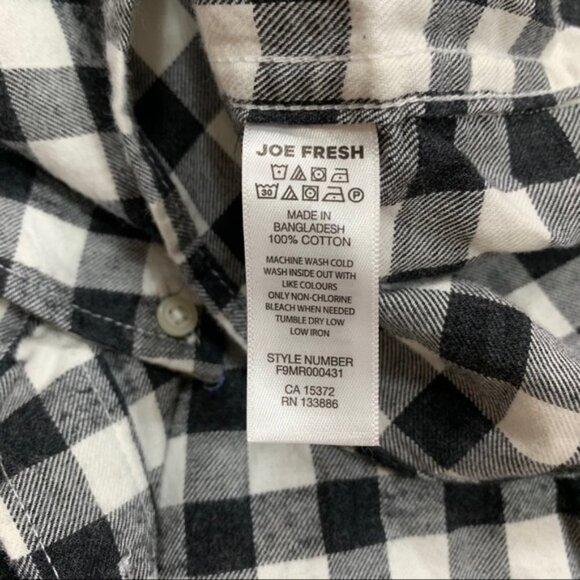 JOE FRESH
30 P
MADE IN
BANGLADESH
100% COTTON
MACHINE WASH COLD
WASH INSIDE OUT WITH
LIKE COLOURS
ONLY NON-CHLORINE
BLEACH WHEN NEEDED
TUMBLE DRY LOW
LOW IRON
STYLE NUMBER
F9MR000431
CA 15372
RN 133886